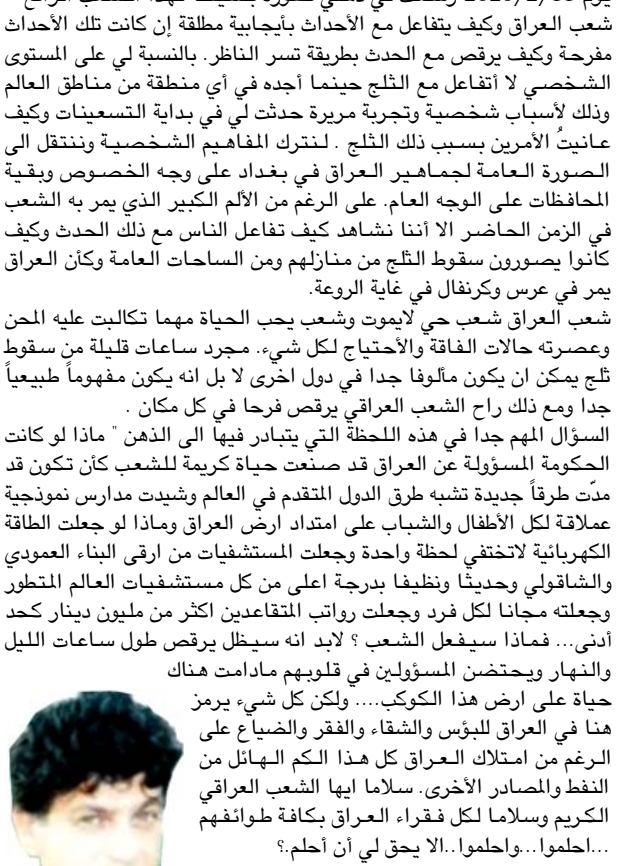 شعب العراق وكيف يتفاعل مع الأحداث بأيجابية مطلقة إن كانت تلك الأحداث
مفرحة وكيف يرقص مع الحدث بطريقة تسر الناظر. بالنسبة لي على المستوى
الشخصي لا أتفاعل مع الثلج حينما أجده في أي منطقة من مناطق العالم
وذلك لأسباب شخصية وتجربة مريرة حدثت لي في بداية التسعينات وكيف
عانيتُ الأمرين بسبب ذلك الثلج . لنترك المفاهيم الشخصية وننتقل الى
الصورة العامة لجماهير العراق في بغداد على وجه الخصوص وبقية
المحافظات على الوجه العام. على الرغم من الألم الكبير الذي يمر به الشعب
في الزمن الحاضر الا أننا نشاهد كيف تفاعل الناس مع ذلك الحدث وكيف
كانوا يصورون سقوط الثلج من منازلهم ومن الساحات العامة وكأن العراق
يمر في عرس وكرنفال في غاية الروعة.
شعب العراق شعب حي لايموت وشعب يحب الحياة مهما تكالبت عليه المحن
وعصرته حالات الفاقة والأحتياج لكل شيء. مجرد ساعات قليلة من سقوط
ثلج يمكن ان يكون مألوفا جدا في دول اخرى لا بل انه يكون مفهوماً طبيعياً
جدا ومع ذلك راح الشعب العراقي يرقص فرحا في كل مكان .
السؤال المهم جدا في هذه اللحظة التي يتبادر فيها الى الذهن " ماذا لو كانت
الحكومة المسؤولة عن العراق قد صنعت حياة كريمة للشعب كأن تكون قد
مدّت طرقاً جديدة تشبه طرق الدول المتقدم في العالم وشيدت مدارس نموذجية
عملاقة لكل الأطفال والشباب على امتداد ارض العراق وماذا لو جعلت الطاقة
الكهربائية لاتختفي لحظة واحدة وجعلت المستشفيات من ارقى البناء العمودي
والشاقولي وحديثا ونظيفا بدرجة اعلى من كل مستشفيات العالم المتطور
وجعلته مجانا لكل فرد وجعلت رواتب المتقاعدين اكثر من مليون دينار كحد
أدنى... فماذا سيفعل الشعب ؟ لابد انه سيظل يرقص طول ساعات الليل
والنهار ويحتضن المسؤولين في قلوبهم مادامت هناك
حياة على ارض هذا الكوكب.... ولكن كل شيء يرمز
هنا في العراق للبؤس والشقاء والفقر والضياع على
الرغم من امتلاك العراق كل هذا الكم الهائل من
النفط والمصادر الأخرى. سلاما ايها الشعب العراقي
الكريم وسلاما لكل فقراء العراق بكافة طوائفهم
...احلموا...واحلموا..الا يحق لي أن أحلم.؟